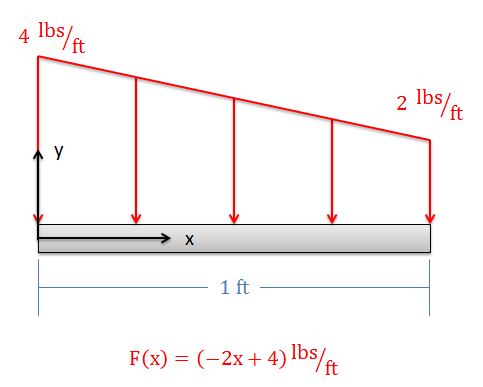 4 lbs/ft
2 lbs/ft
y
x
1 ft
F(x) = (−2x + 4) lbs/ft